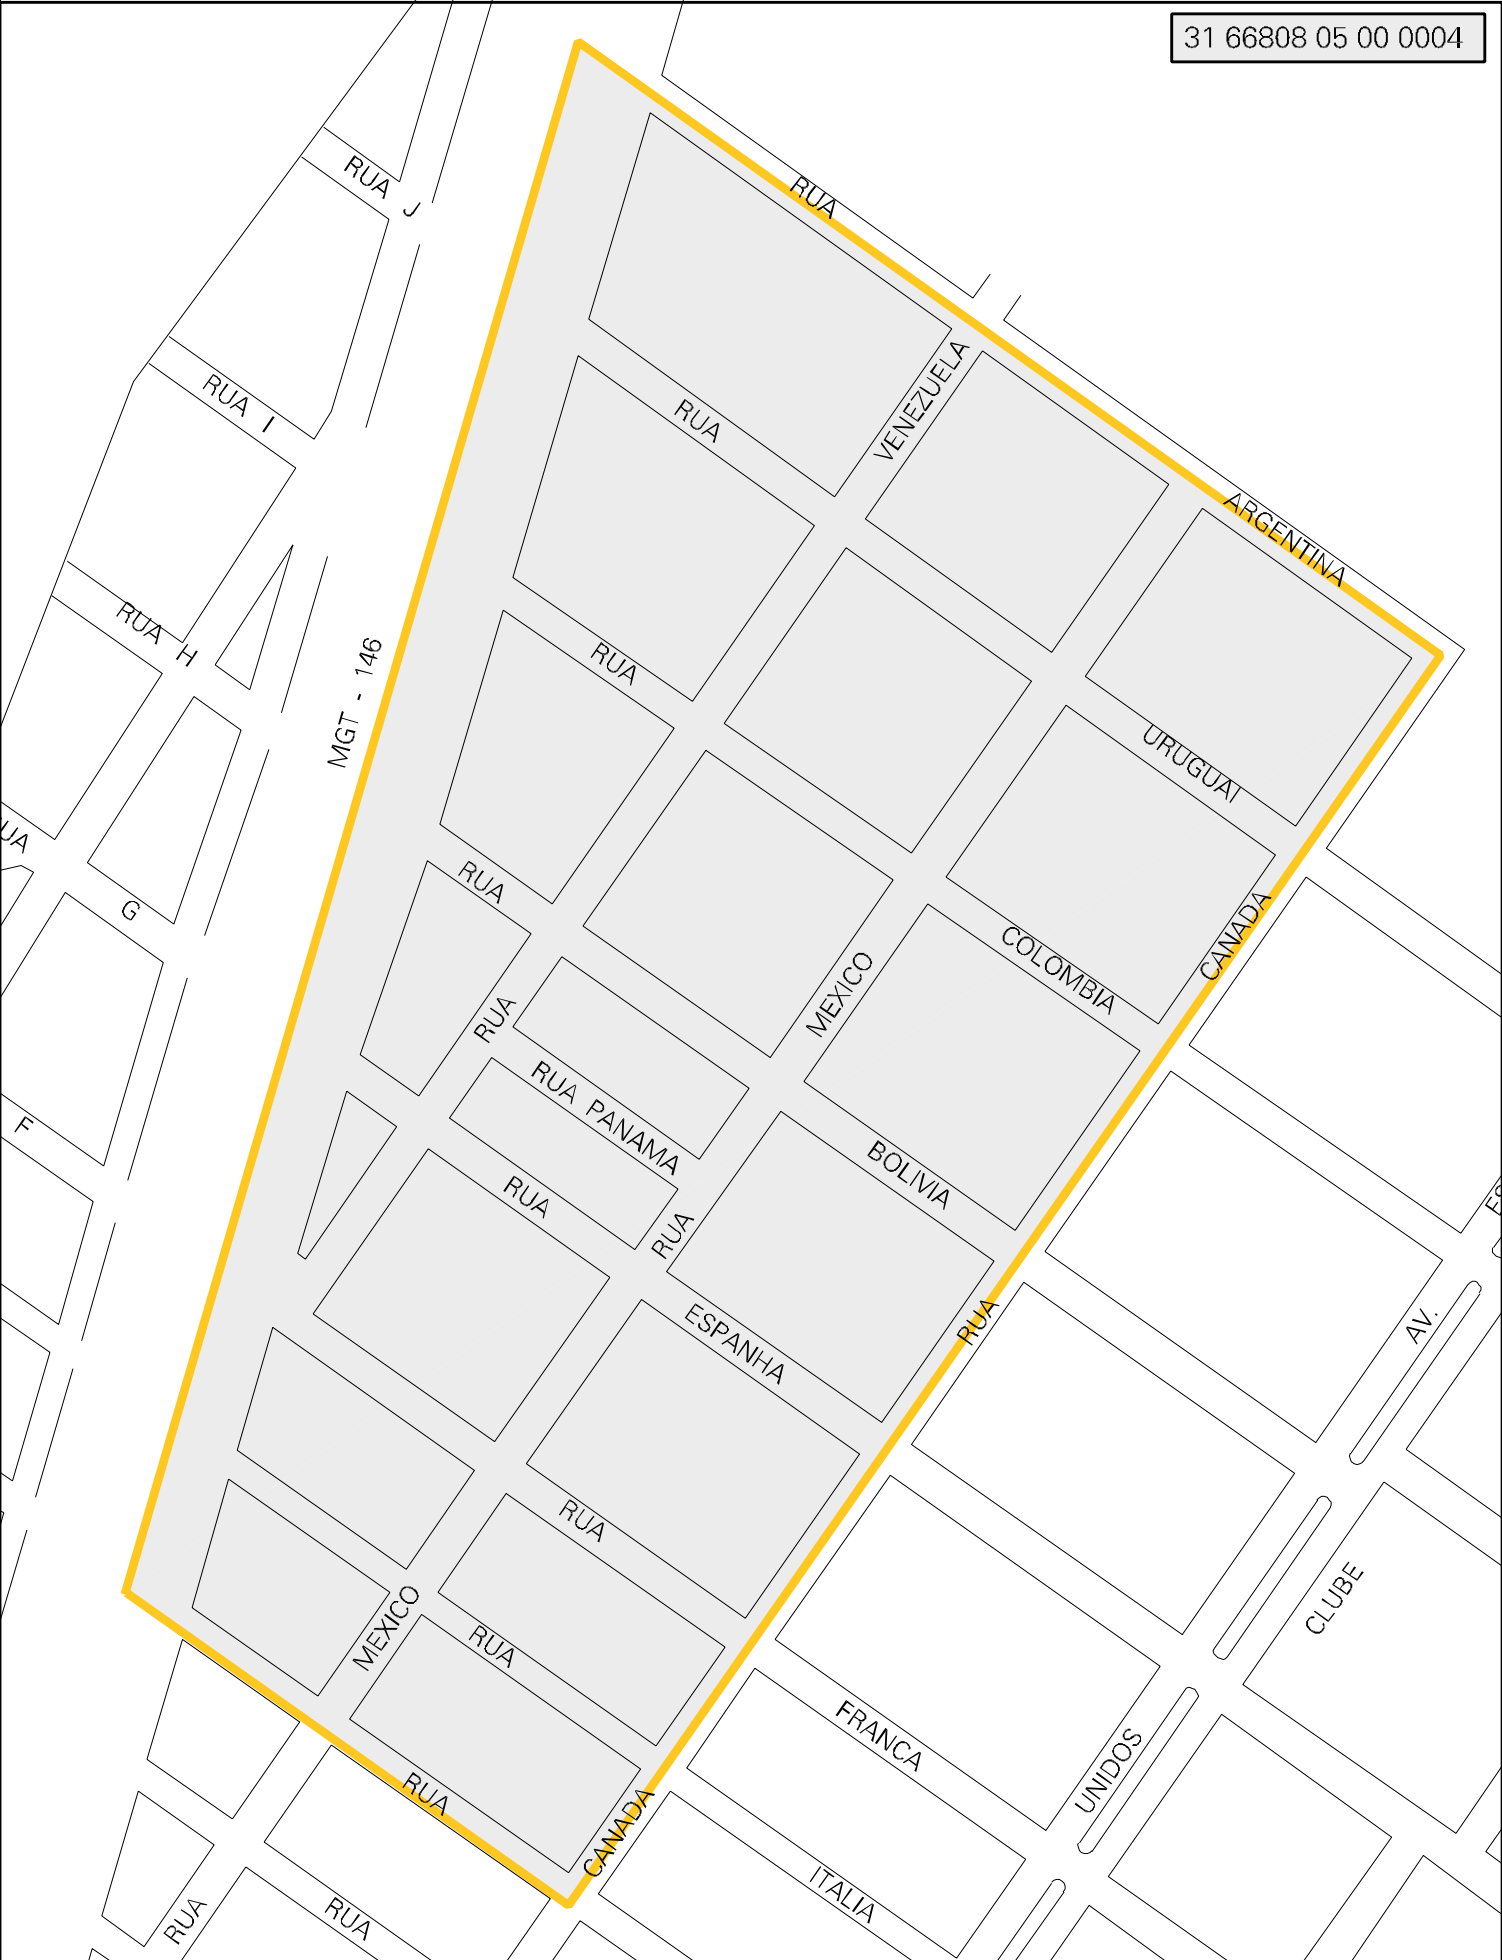 31 66808 05 00 0004
RUA J
RUA
RUA I
VENEZUELA
RUA
ARGENTINA
RUA H
MGT - 146
RUA
URUGUAI
UA
RUA
G
CANADA
COLOMBIA
MEXICO
RUA
RUA PANAMA
F
BOLIVIA
RUA
ES
RUA
RUA
AV.
ESPANHA
RUA
CLUBE
MEXICO
RUA
FRANCA
UNIDOS
RUA
CANADA
ITALIA
RUA
RUA